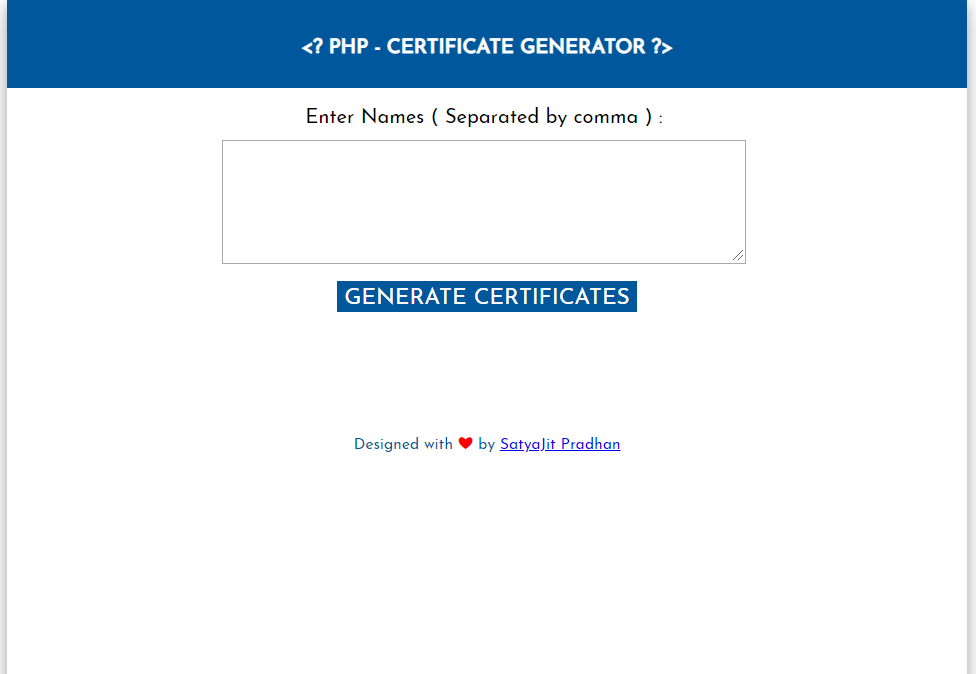 <? PHP - CERTIFICATE GENERATOR ?>
Enter Names ( Separated by comma ) :
GENERATE CERTIFICATES
Designed with ❤ by SatyaJit Pradhan